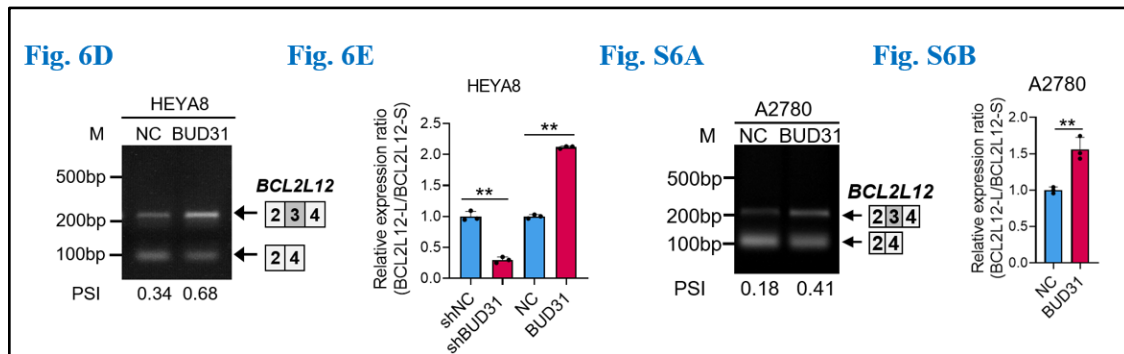 Fig. 6D
HEYA8
M NC BUD31
500bp
200bp
100bp
BCL2L12
2 3 4
2 4
PSI 0.34 0.68
Fig. 6E
HEYA8
Relative expression ratio
(BCL2L12-L/BCL2L12-S)
2.5
2.0
1.5
1.0
0.5
0.0
**
**
shNC
shBUD31
NC
BUD31
Fig. S6A
A2780
M NC BUD31
500bp
200bp
100bp
BCL2L12
2 3 4
2 4
PSI 0.18 0.41
Fig. S6B
A2780
Relative expression ratio
(BCL2L12-L/BCL2L12-S)
2.0
1.5
1.0
0.5
0.0
**
NC
BUD31